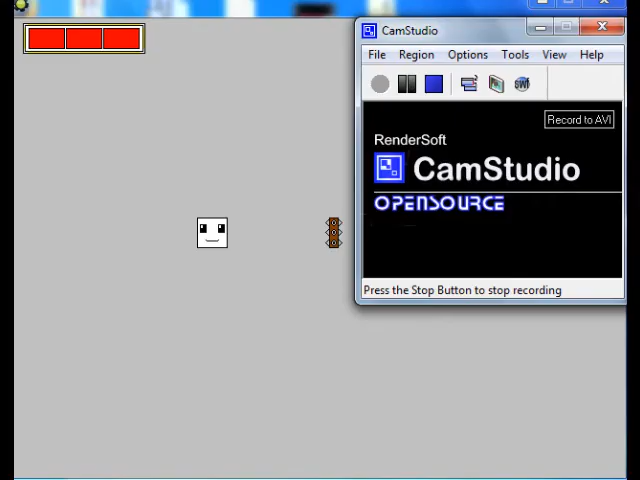 CamStudio
File Region Options Tools View Help
Record to AVI
RenderSoft
CamStudio
OPENSOURCE
Press the Stop Button to stop recording